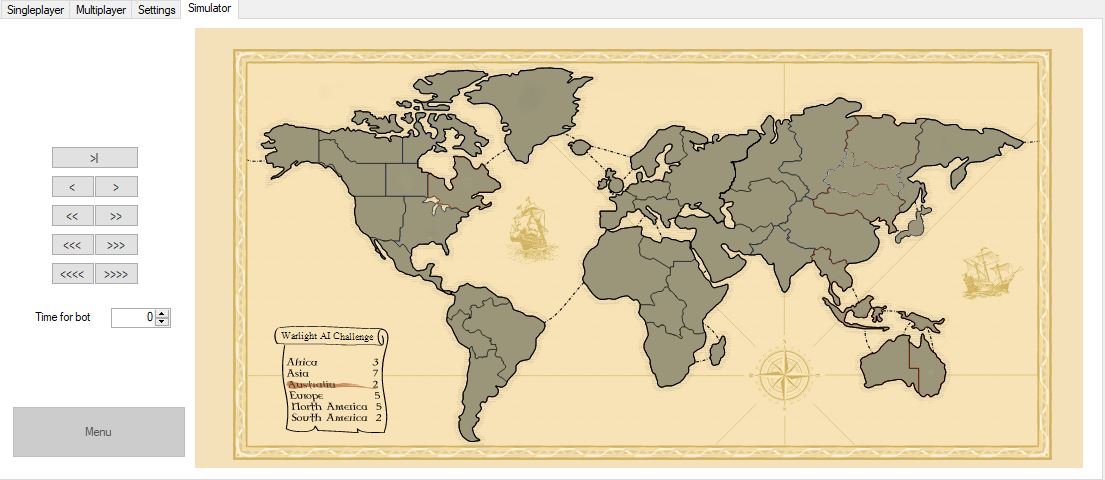 Singleplayer Multiplayer Settings Simulator
>|
< >
<< >>
<<< >>>
<<<< >>>>
Time for bot 0
Menu
Warlight AI Challenge
Africa 3
Asia 7
Australia 2
Europe 5
North America 5
South America 2